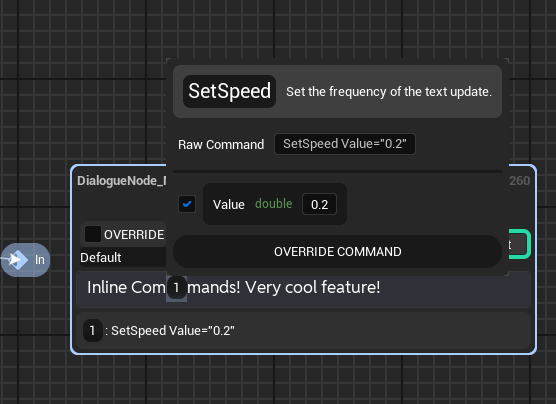 SetSpeed Set the frequency of the text update.
Raw Command SetSpeed Value="0.2"
DialogueNode_ 260
Value double 0.2
OVERRIDE
OVERRIDE COMMAND
In
Default
Inline Com 1 mands! Very cool feature!
1 : SetSpeed Value="0.2"